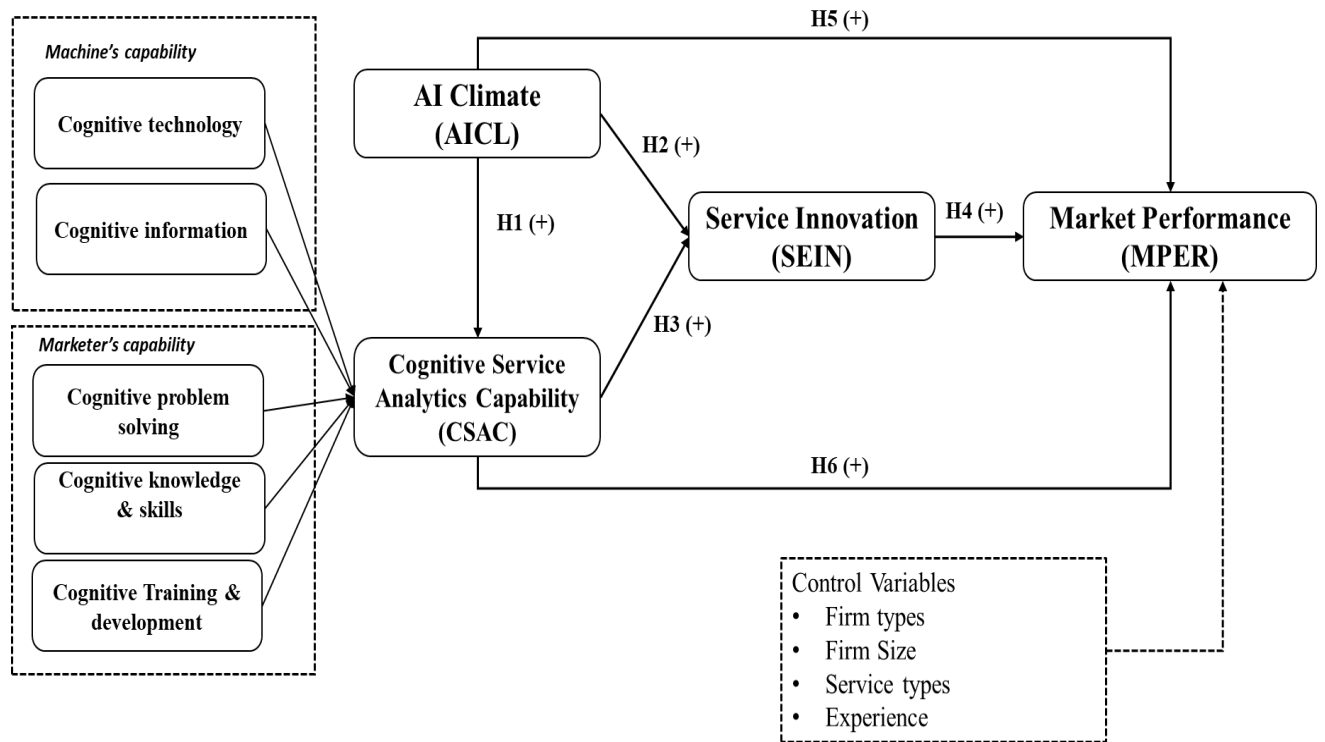 Machine's capability
Cognitive technology
Cognitive information
Marketer's capability
Cognitive problem
solving
Cognitive knowledge
& skills
Cognitive Training &
development
H5 (+)
AI Climate
(AICL)
H2 (+)
H1 (+)
Service Innovation
(SEIN)
H4 (+)
Market Performance
(MPER)
H3 (+)
Cognitive Service
Analytics Capability
(CSAC)
H6 (+)
Control Variables
• Firm types
• Firm Size
• Service types
• Experience